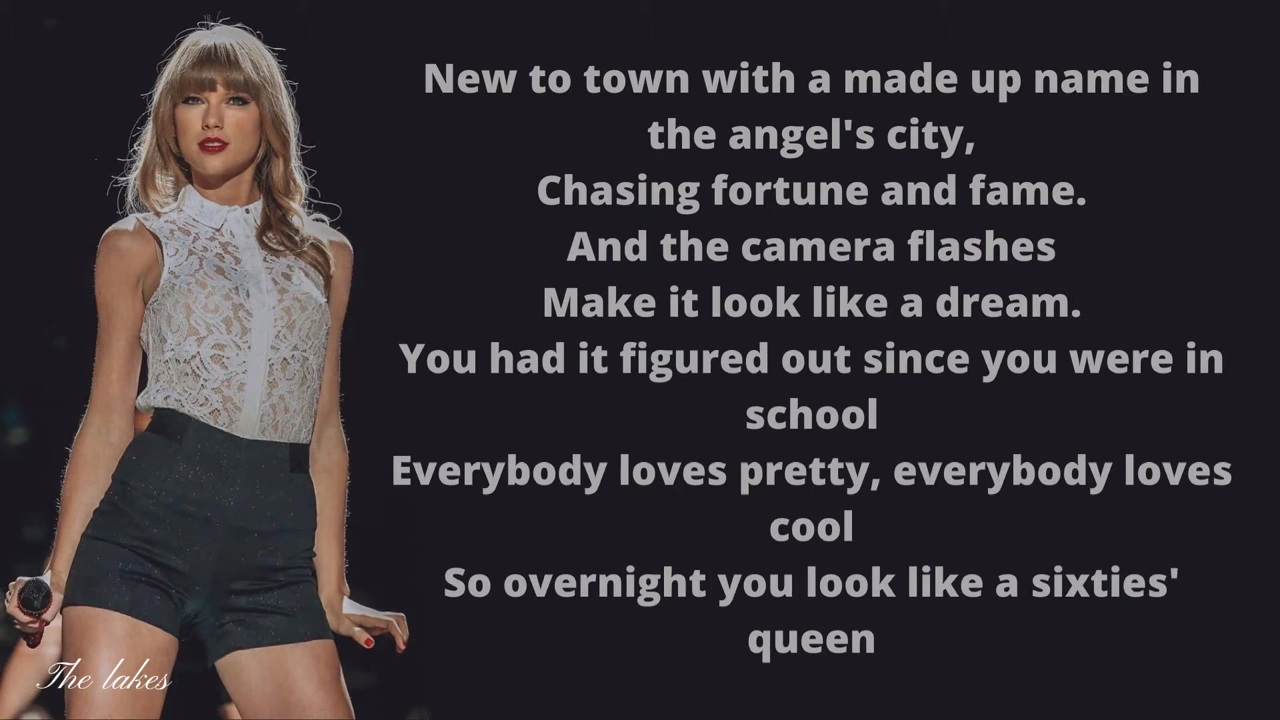 New to town with a made up name in
the angel's city,
Chasing fortune and fame.
And the camera flashes
Make it look like a dream.
You had it figured out since you were in
school
Everybody loves pretty, everybody loves
cool
So overnight you look like a sixties'
queen
The lakes